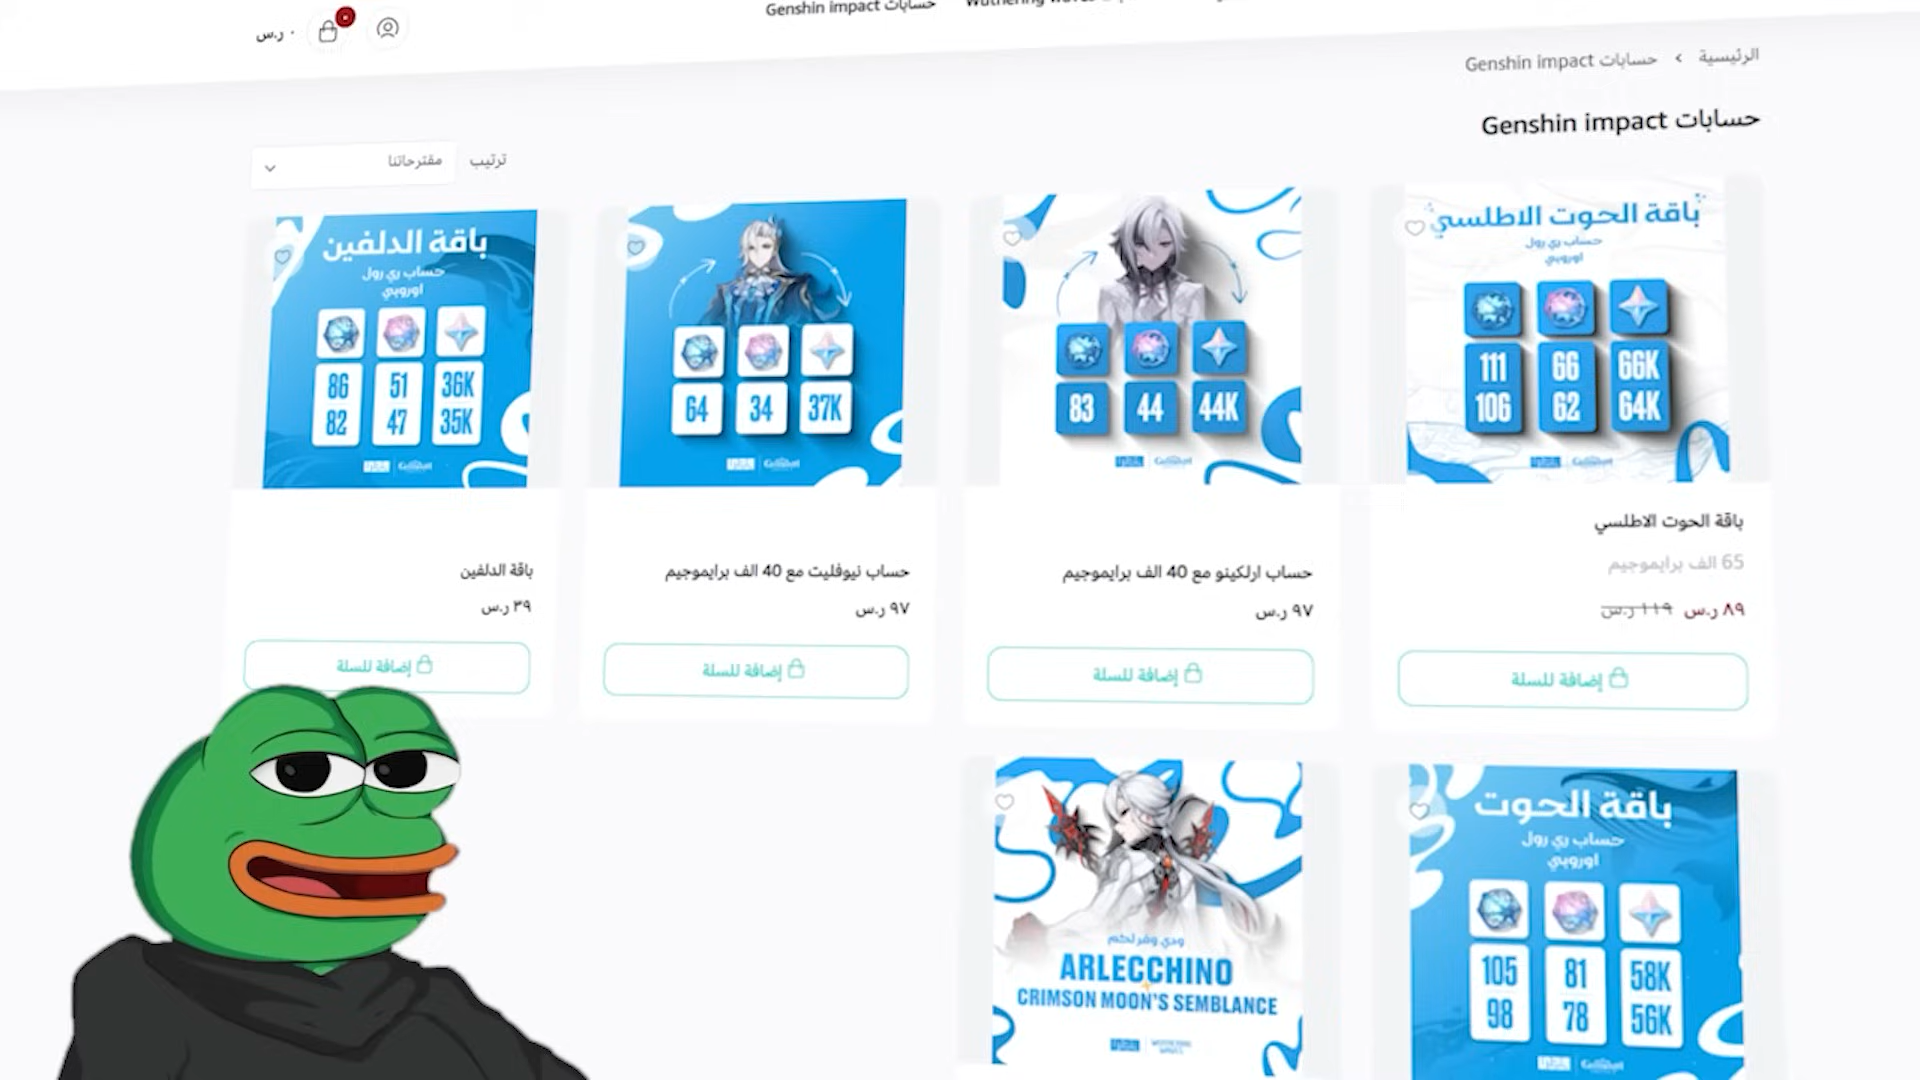 ٠ ر.س
حسابات Genshin impact
الرئيسية
حسابات Genshin impact
حسابات Genshin impact
ترتيب
مقترحاتنا
باقة الحوت الاطلسي
حساب ري رول
اوروبي
111
66
66K
106
62
64K
باقة الحوت الاطلسي
65 الف برايموجيم
٨٩ ر.س
١١٩ ر.س
إضافة للسلة
83
44
44K
حساب ارلكينو مع 40 الف برايموجيم
٩٧ ر.س
إضافة للسلة
64
34
37K
حساب نيوفليت مع 40 الف برايموجيم
٩٧ ر.س
إضافة للسلة
باقة الدلفين
حساب ري رول
اوروبي
86
51
36K
82
47
35K
باقة الدلفين
٣٩ ر.س
إضافة للسلة
باقة الحوت
حساب ري رول
اوروبي
105
81
58K
98
78
56K
ARLECCHINO
CRIMSON MOON'S SEMBLANCE